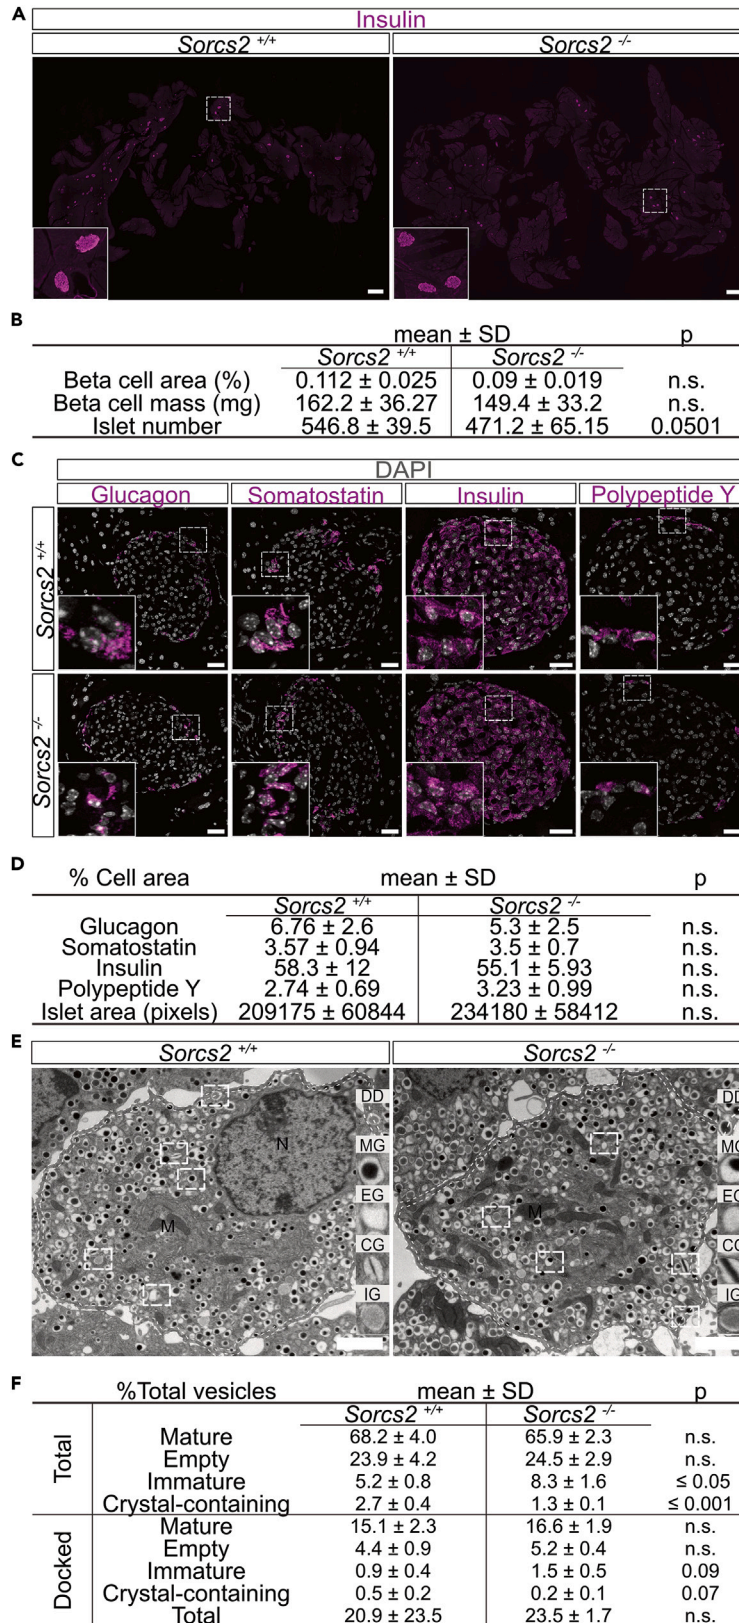 A
Insulin
Sorcs2 +/+ Sorcs2 -/-
B
mean ± SD p
Sorcs2 +/+ Sorcs2 -/-
Beta cell area (%) 0.112 ± 0.025 0.09 ± 0.019 n.s.
Beta cell mass (mg) 162.2 ± 36.27 149.4 ± 33.2 n.s.
Islet number 546.8 ± 39.5 471.2 ± 65.15 0.0501
C
DAPI
Glucagon Somatostatin Insulin Polypeptide Y
Sorcs2 +/+
Sorcs2 -/-
D
% Cell area mean ± SD p
Sorcs2 +/+ Sorcs2 -/-
Glucagon 6.76 ± 2.6 5.3 ± 2.5 n.s.
Somatostatin 3.57 ± 0.94 3.5 ± 0.7 n.s.
Insulin 58.3 ± 12 55.1 ± 5.93 n.s.
Polypeptide Y 2.74 ± 0.69 3.23 ± 0.99 n.s.
Islet area (pixels) 209175 ± 60844 234180 ± 58412 n.s.
E
Sorcs2 +/+ Sorcs2 -/-
DD DD
MG MG
N
EG EG
M M
CG CG
IG IG
F
%Total vesicles mean ± SD p
Sorcs2 +/+ Sorcs2 -/-
Total
Mature 68.2 ± 4.0 65.9 ± 2.3 n.s.
Empty 23.9 ± 4.2 24.5 ± 2.9 n.s.
Immature 5.2 ± 0.8 8.3 ± 1.6 ≤ 0.05
Crystal-containing 2.7 ± 0.4 1.3 ± 0.1 ≤ 0.001
Docked
Mature 15.1 ± 2.3 16.6 ± 1.9 n.s.
Empty 4.4 ± 0.9 5.2 ± 0.4 n.s.
Immature 0.9 ± 0.4 1.5 ± 0.5 0.09
Crystal-containing 0.5 ± 0.2 0.2 ± 0.1 0.07
Total 20.9 ± 23.5 23.5 ± 1.7 n.s.